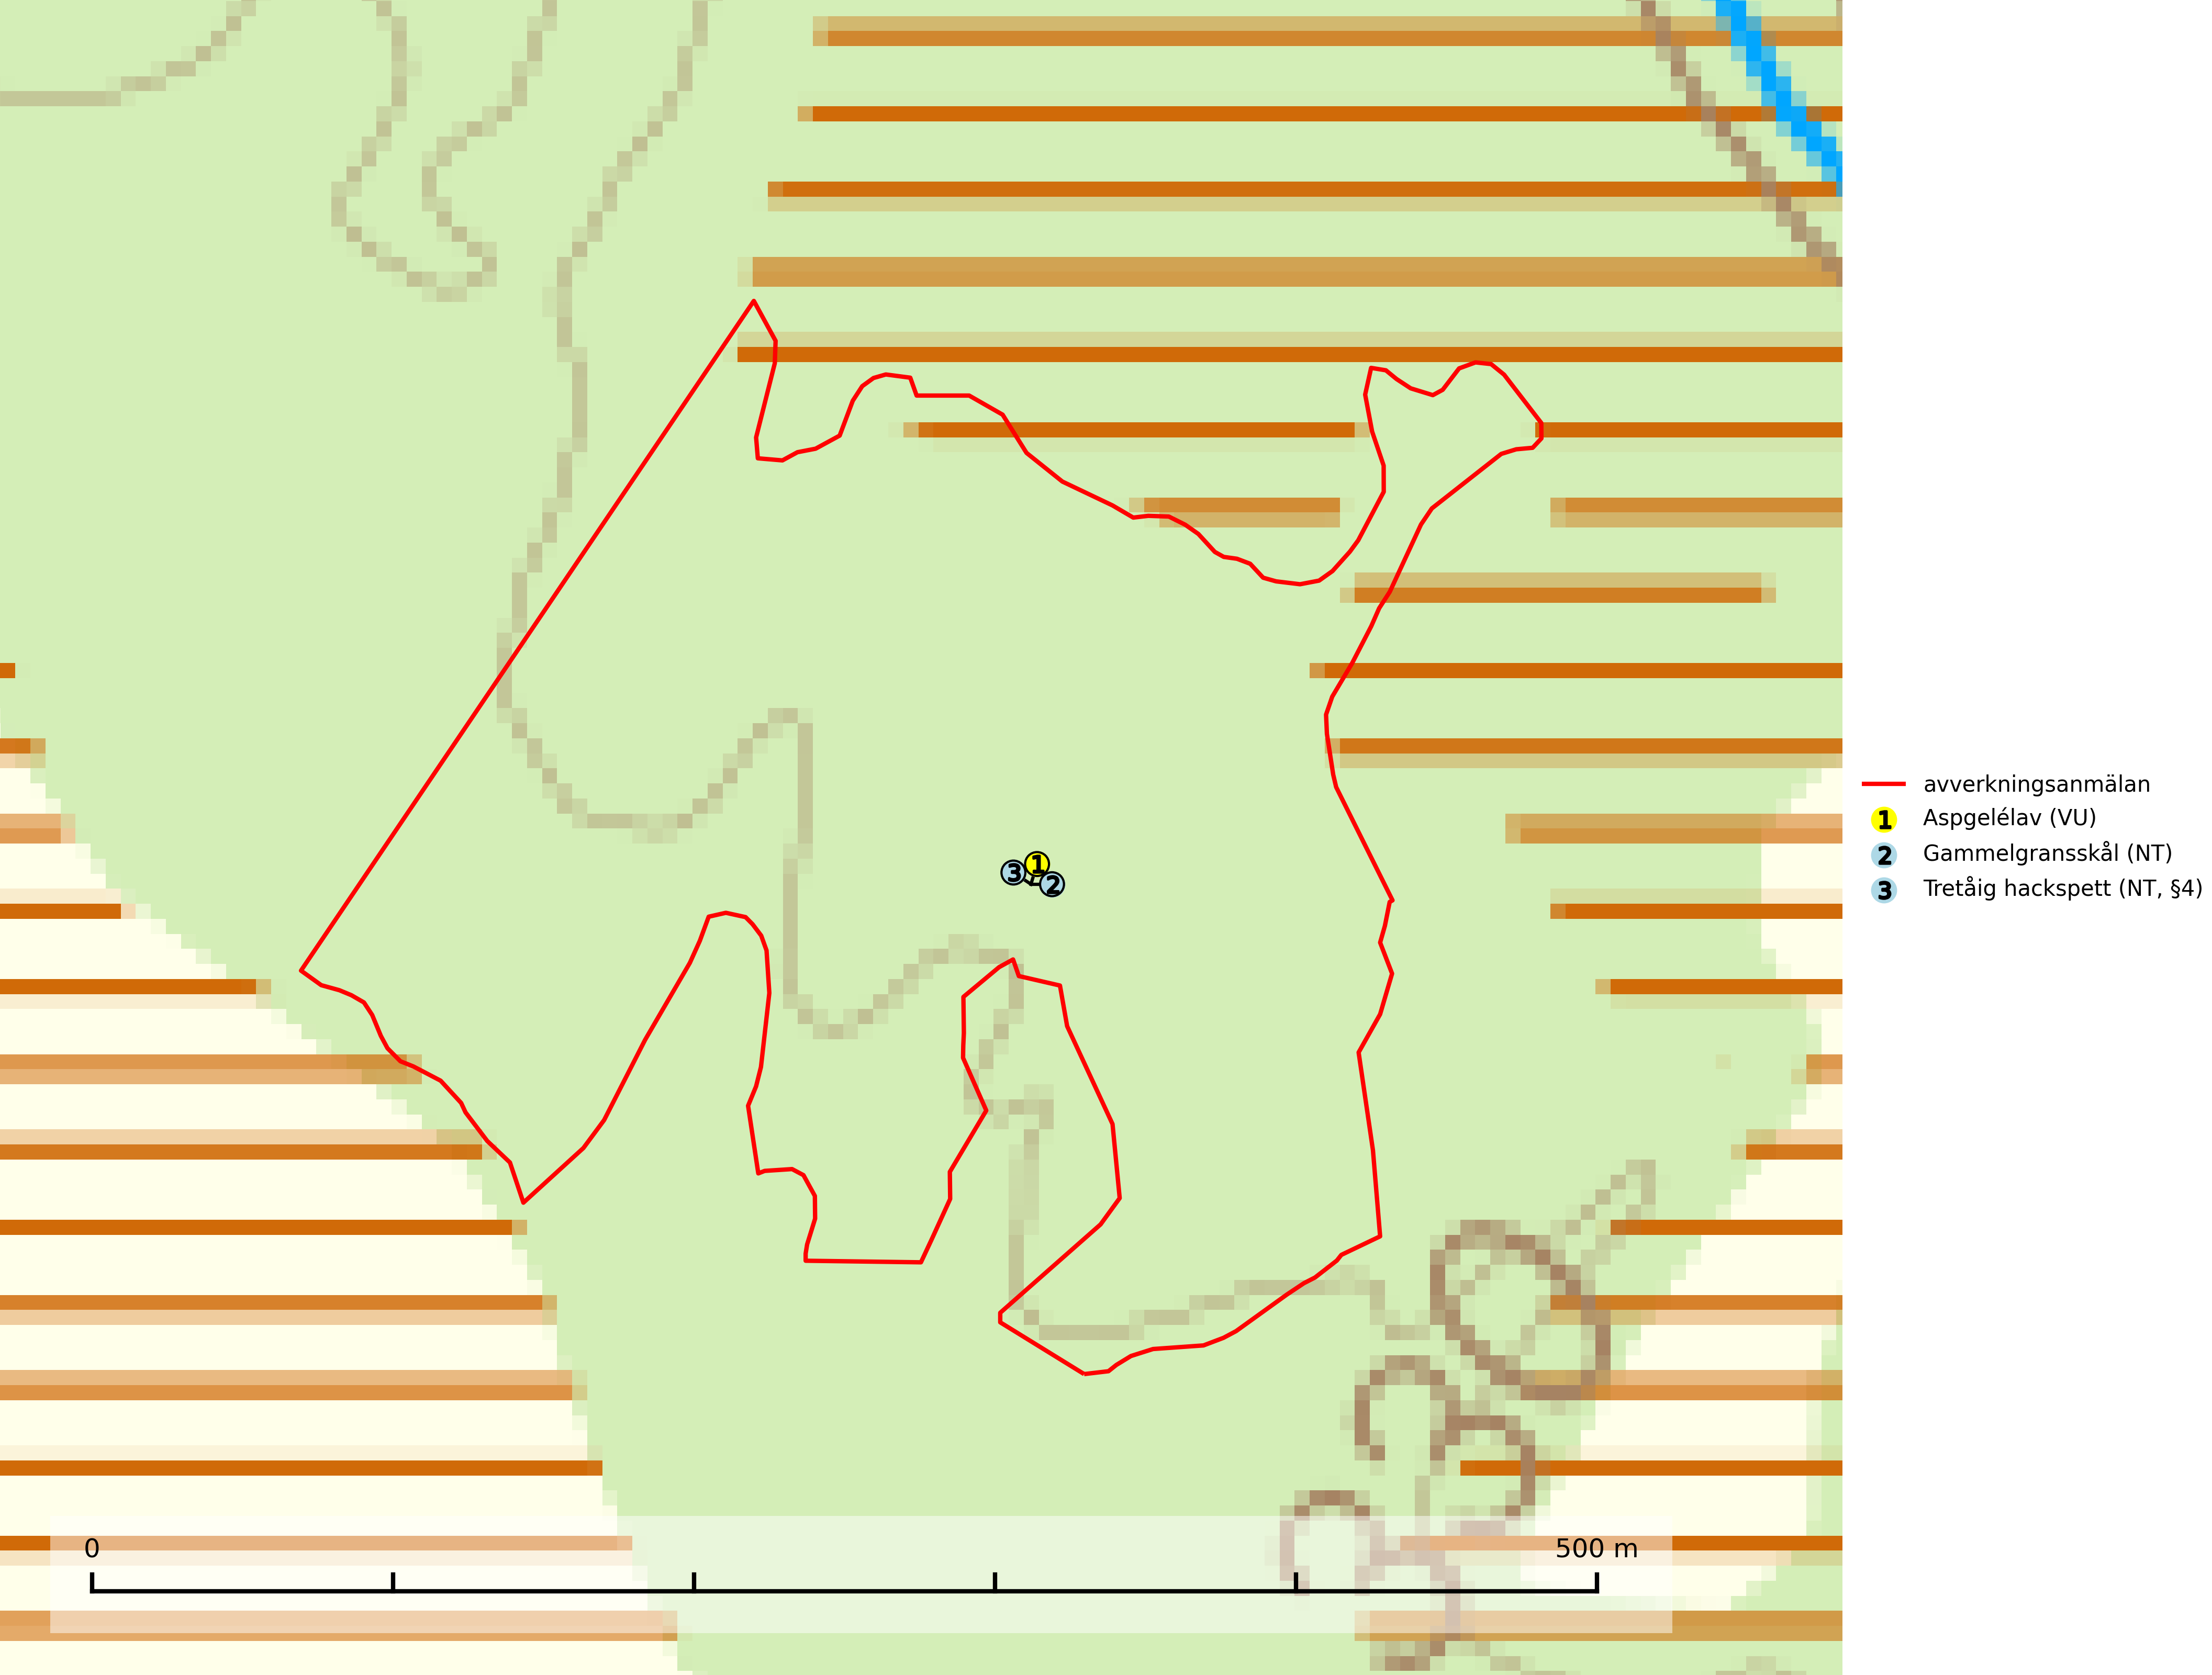 avverkningsanmälan
1 Aspgelélav (VU)
2 Gammelgransskål (NT)
3 Tretåig hackspett (NT, §4)
1
3
2
0
500 m